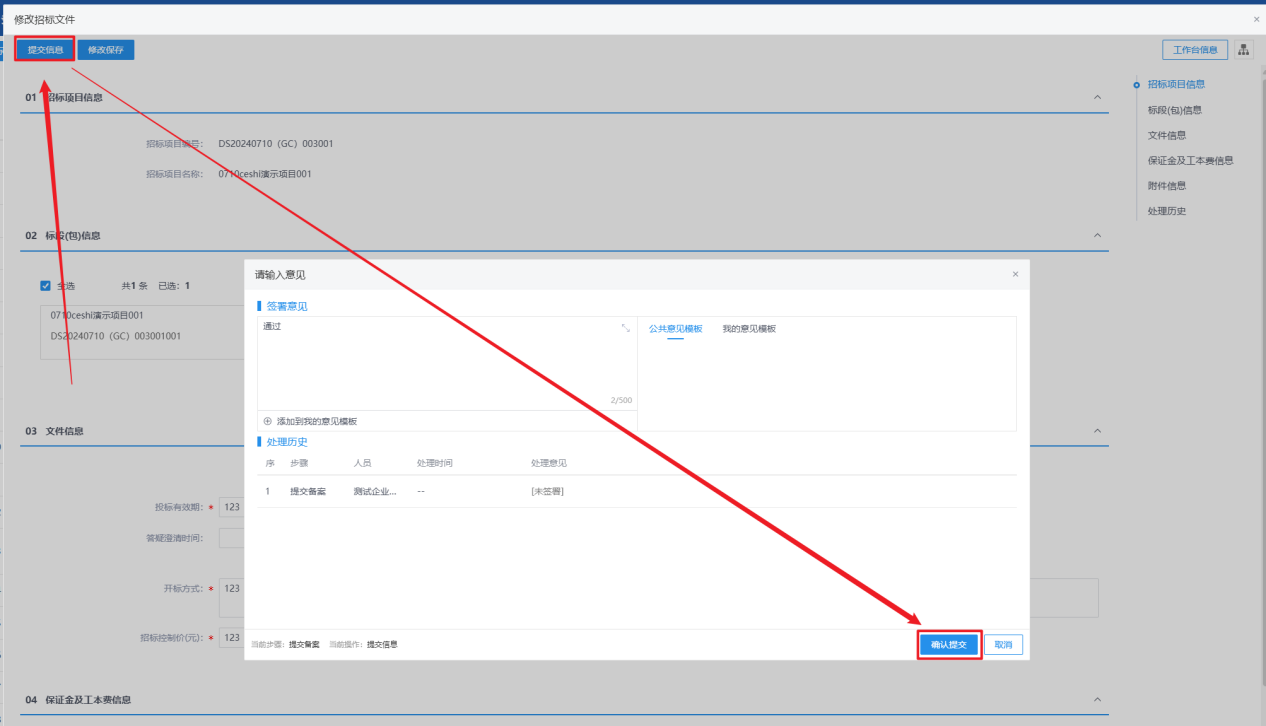 修改招标文件
提交信息 修改保存 工作台信息
01 招标项目信息
招标项目编号: DS20240710（GC）003001
招标项目名称: 0710ceshi演示项目001
招标项目信息
标段(包)信息
文件信息
保证金及工本费信息
附件信息
处理历史
02 标段(包)信息
全选 共1 条 已选: 1
0710ceshi演示项目001
DS20240710（GC）003001001
03 文件信息
投标有效期: * 123
答疑澄清时间:
开标方式: * 123
招标控制价(元): * 123
04 保证金及工本费信息
请输入意见
签署意见
通过
2/500
公共意见模板 我的意见模板
添加到我的意见模板
处理历史
序 步骤 人员 处理时间 处理意见
1 提交备案 测试企业... -- [未签署]
当前步骤: 提交备案 当前操作: 提交信息
确认提交 取消